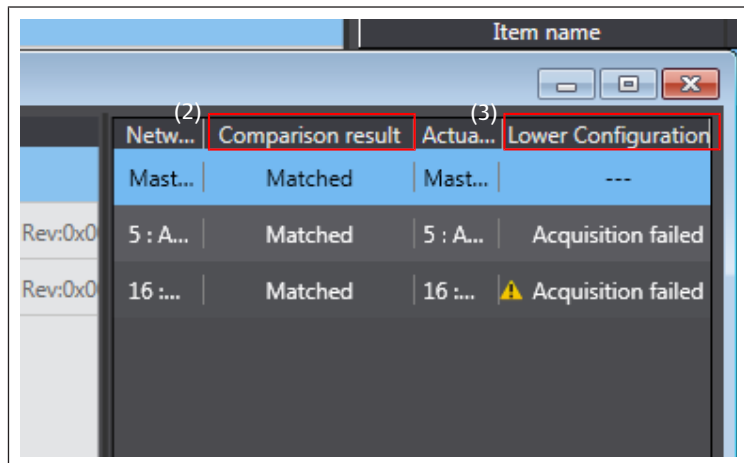 Item name
(2) (3)
Netw... Comparison result Actua... Lower Configuration
Mast... Matched Mast... ---
Rev:0x0 5 : A... Matched 5 : A... Acquisition failed
Rev:0x0 16 :... Matched 16 :... Acquisition failed